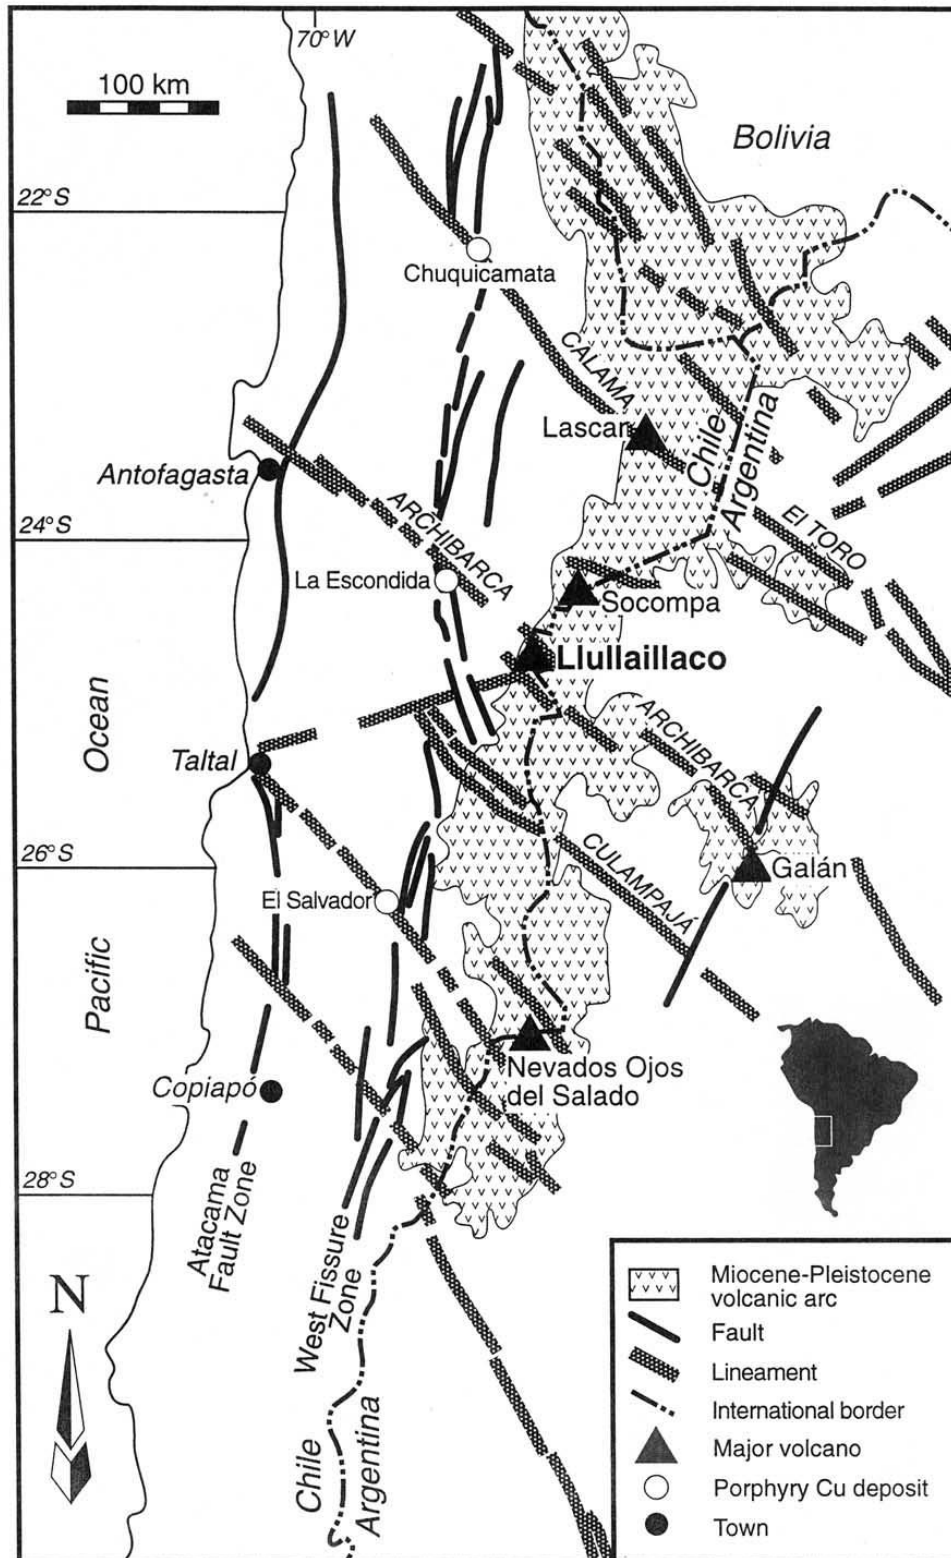 70°W
100 km
Bolivia
22°S
Chuquicamata
CALAMA
Lascar
Chile
Argentina
Antofagasta
24°S
ARCHIBARCA
El TORO
La Escondida
Socompa
Llullaillaco
Ocean
Taltal
ARCHIBARCA
26°S
CULAMPAJÁ
Galán
El Salvador
Pacific
Nevados Ojos
del Salado
Copiapó
28°S
Atacama
Fault Zone
West Fissure
Zone
N
Chile
Argentina
Miocene-Pleistocene
volcanic arc
Fault
Lineament
International border
Major volcano
Porphyry Cu deposit
Town